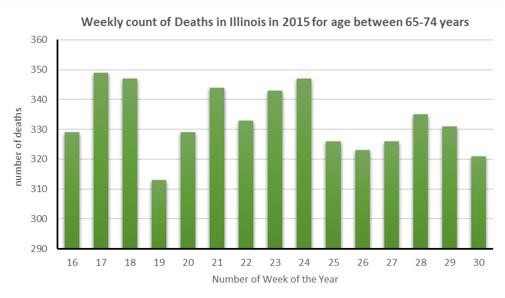 Weekly count of Deaths in Illinois in 2015 for age between 65-74 years
number of deaths
360
350
340
330
320
310
300
290
16 17 18 19 20 21 22 23 24 25 26 27 28 29 30
Number of Week of the Year